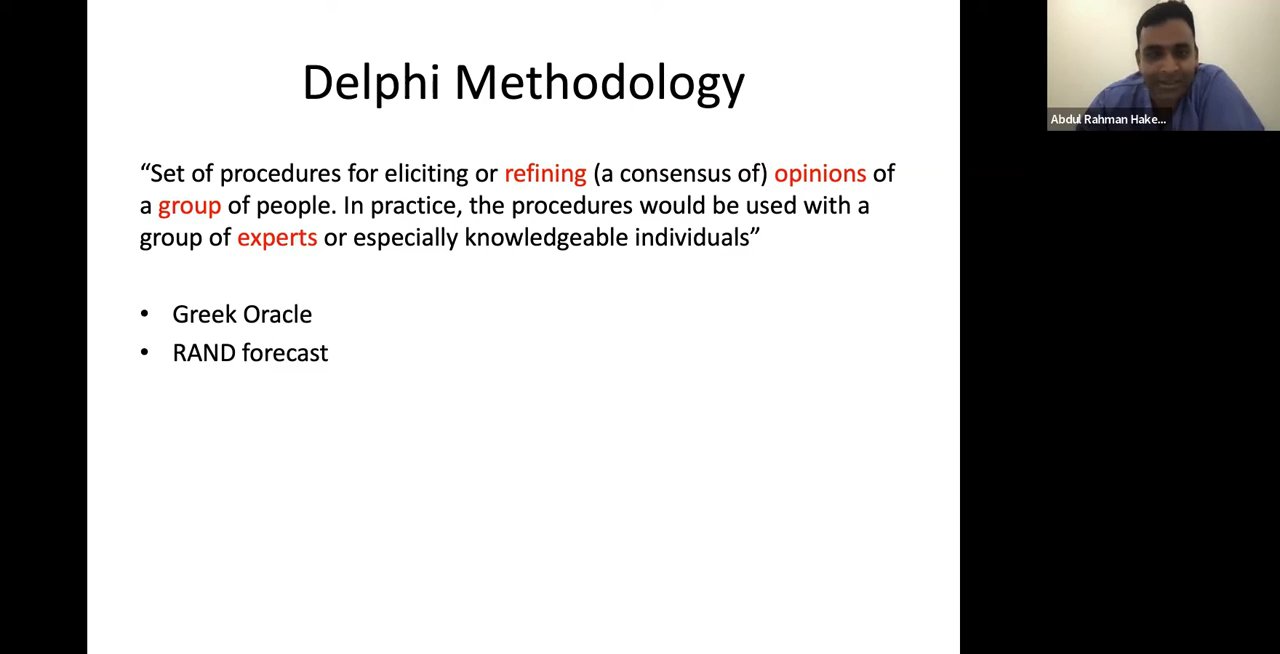 Delphi Methodology
“Set of procedures for eliciting or refining (a consensus of) opinions of
a group of people. In practice, the procedures would be used with a
group of experts or especially knowledgeable individuals”
• Greek Oracle
• RAND forecast
Abdul Rahman Hake...